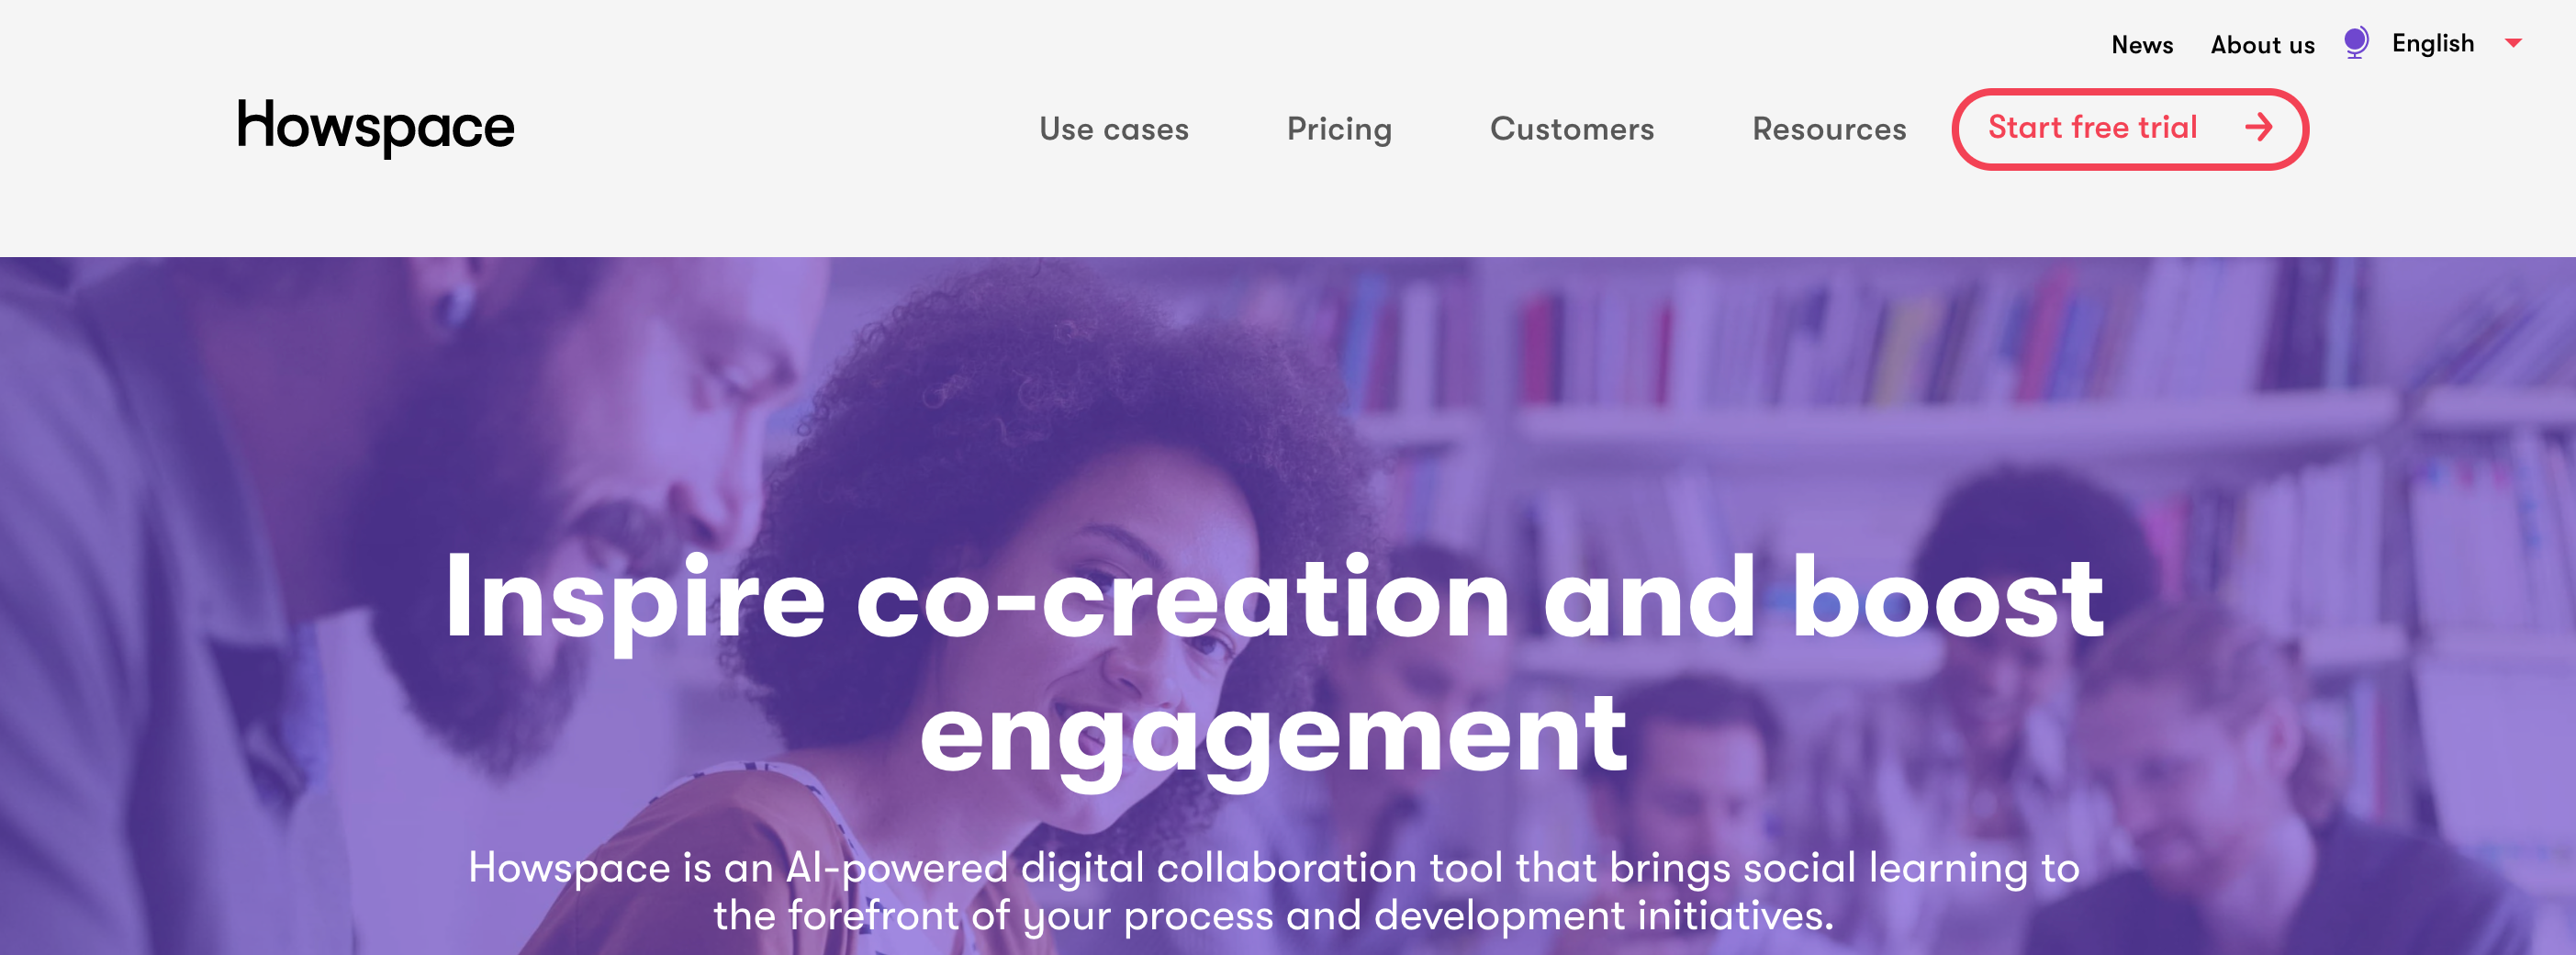 News About us English
Howspace Use cases Pricing Customers Resources Start free trial
Inspire co-creation and boost
engagement
Howspace is an AI-powered digital collaboration tool that brings social learning to
the forefront of your process and development initiatives.